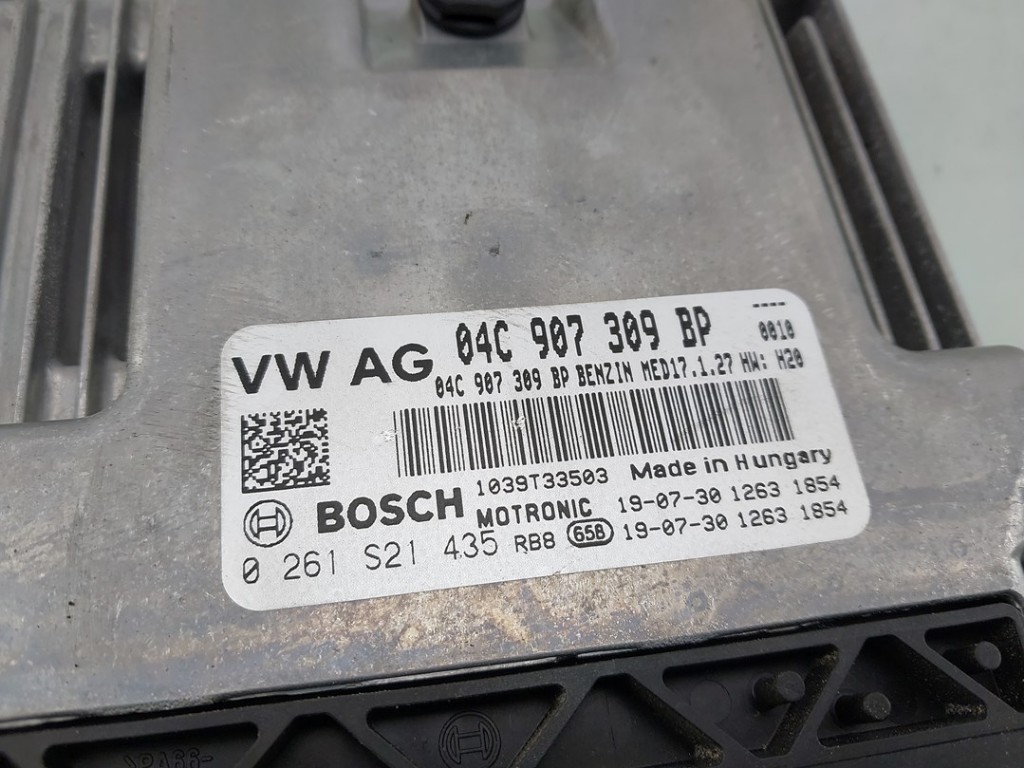 ----
VW AG 04C 907 309 BP 0010
04C 907 309 BP BENZIN MED17.1.27 HW: H20
1039T33503 Made in Hungary
BOSCH MOTRONIC 19-07-30 1263 1854
0 261 S21 435 RB8 658 19-07-30 1263 1854
>PA66-